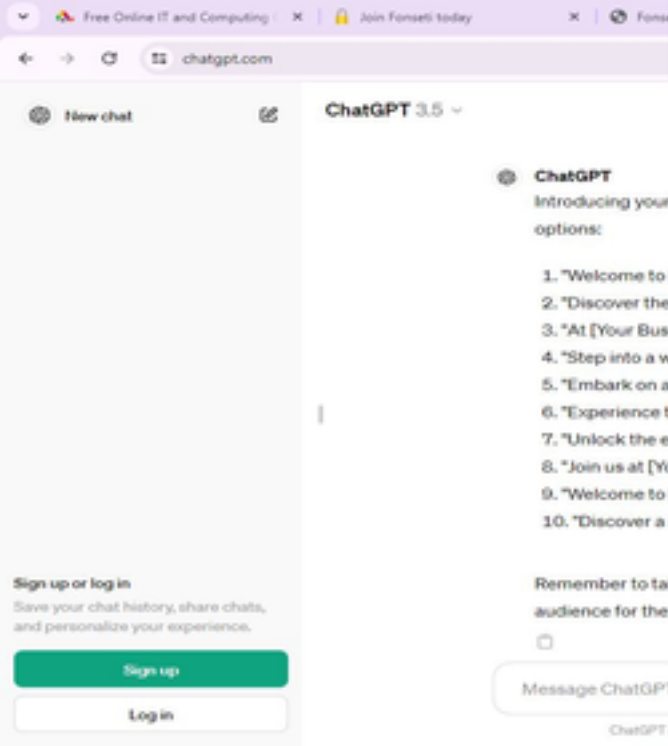 Free Online IT and Computing
Join Fonseti today
Fonse
chatgpt.com
New chat
ChatGPT 3.5
ChatGPT
Introducing your
options:
1. "Welcome to
2. "Discover the
3. "At [Your Bus
4. "Step into a w
5. "Embark on a
6. "Experience t
7. "Unlock the e
8. "Join us at [Yo
9. "Welcome to
10. "Discover a
Remember to ta
audience for the
Sign up or log in
Save your chat history, share chats,
and personalize your experience.
Sign up
Log in
Message ChatGPT
ChatGPT